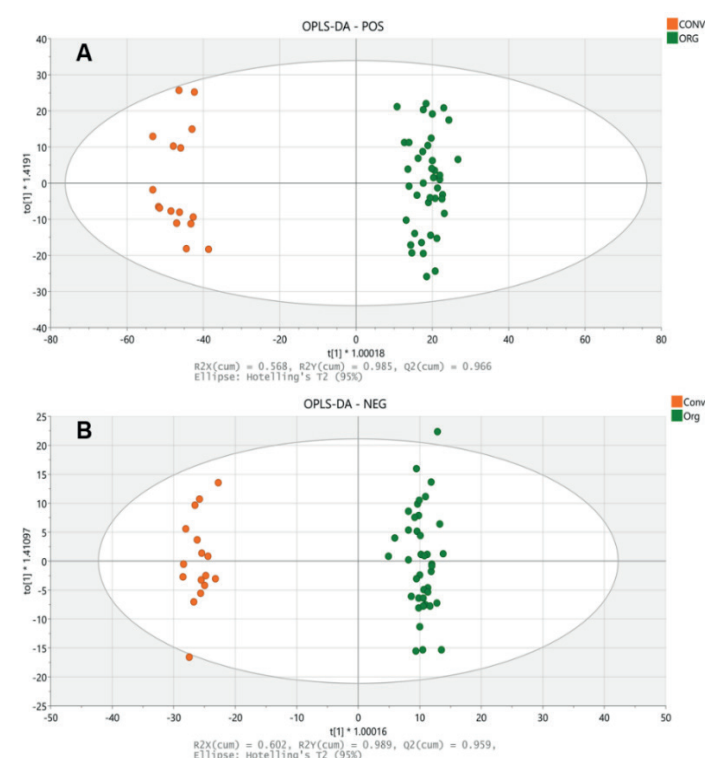 OPLS-DA - POS
CONV
ORG
A
40
30
20
10
0
-10
-20
-30
-40
to[1] * 1.4191
-80 -60 -40 -20 0 20 40 60 80
t[1] * 1.00018
R2X(cum) = 0.568, R2Y(cum) = 0.985, Q2(cum) = 0.966
Ellipse: Hotelling's T2 (95%)
OPLS-DA - NEG
Conv
Org
B
25
20
15
10
5
0
-5
-10
-15
-20
-25
to[1] * 1.41097
-50 -40 -30 -20 -10 0 10 20 30 40 50
t[1] * 1.00016
R2X(cum) = 0.602, R2Y(cum) = 0.989, Q2(cum) = 0.959,
Ellipse: Hotelling's T2 (95%)